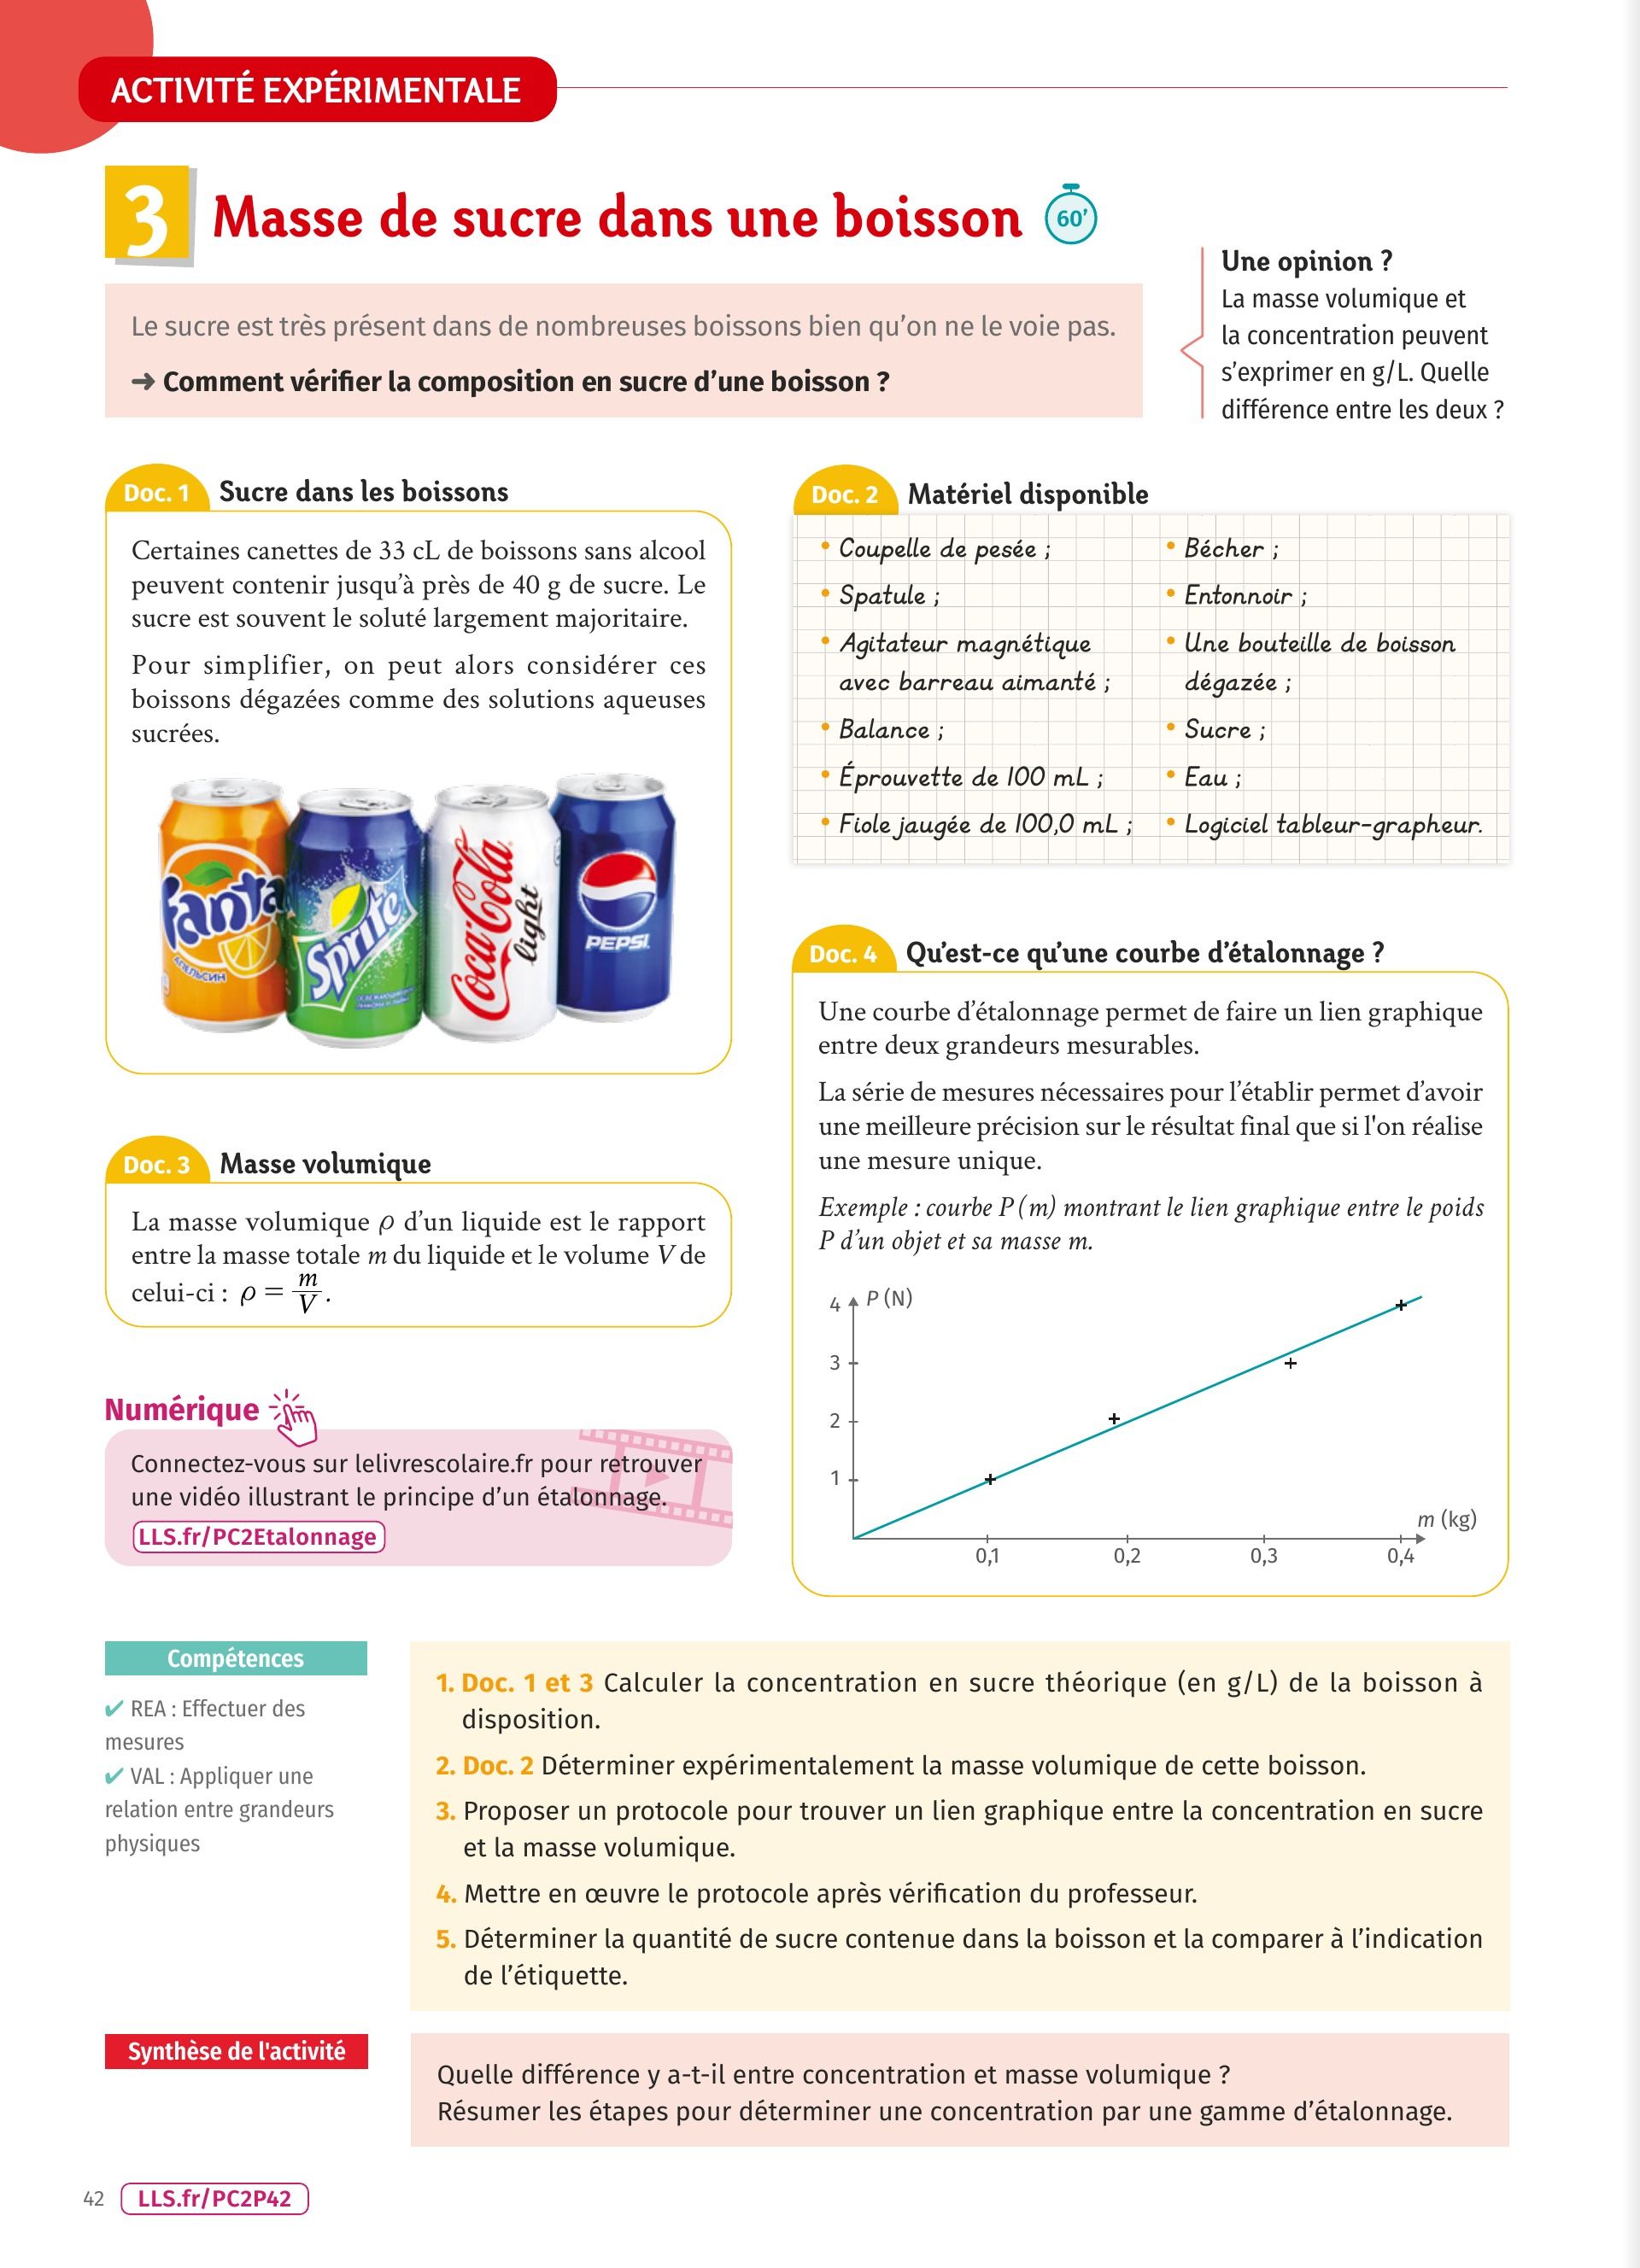 ACTIVITÉ EXPÉRIMENTALE
3 Masse de sucre dans une boisson 60’
Le sucre est très présent dans de nombreuses boissons bien qu’on ne le voie pas.
➜ Comment vérifier la composition en sucre d’une boisson ?
Une opinion ?
La masse volumique et
la concentration peuvent
s’exprimer en g/L. Quelle
différence entre les deux ?
Doc. 1 Sucre dans les boissons
Certaines canettes de 33 cL de boissons sans alcool
peuvent contenir jusqu’à près de 40 g de sucre. Le
sucre est souvent le soluté largement majoritaire.
Pour simplifier, on peut alors considérer ces
boissons dégazées comme des solutions aqueuses
sucrées.
Fanta
АПЕЛЬСИН
Sprite
Coca-Cola
light
PEPSI
Doc. 2 Matériel disponible
• Coupelle de pesée ;
• Spatule ;
• Agitateur magnétique
avec barreau aimanté ;
• Balance ;
• Éprouvette de 100 mL ;
• Fiole jaugée de 100,0 mL ;
• Bécher ;
• Entonnoir ;
• Une bouteille de boisson
dégazée ;
• Sucre ;
• Eau ;
• Logiciel tableur-grapheur.
Doc. 3 Masse volumique
La masse volumique ρ d’un liquide est le rapport
entre la masse totale m du liquide et le volume V de
celui-ci : ρ = m/V.
Numérique
Connectez-vous sur lelivrescolaire.fr pour retrouver
une vidéo illustrant le principe d’un étalonnage.
LLS.fr/PC2Etalonnage
Doc. 4 Qu’est-ce qu’une courbe d’étalonnage ?
Une courbe d’étalonnage permet de faire un lien graphique
entre deux grandeurs mesurables.
La série de mesures nécessaires pour l’établir permet d’avoir
une meilleure précision sur le résultat final que si l'on réalise
une mesure unique.
Exemple : courbe P (m) montrant le lien graphique entre le poids
P d’un objet et sa masse m.
4 P (N)
3
2
1
m (kg)
0,1 0,2 0,3 0,4
Compétences
✔ REA : Effectuer des
mesures
✔ VAL : Appliquer une
relation entre grandeurs
physiques
1. Doc. 1 et 3 Calculer la concentration en sucre théorique (en g/L) de la boisson à
disposition.
2. Doc. 2 Déterminer expérimentalement la masse volumique de cette boisson.
3. Proposer un protocole pour trouver un lien graphique entre la concentration en sucre
et la masse volumique.
4. Mettre en œuvre le protocole après vérification du professeur.
5. Déterminer la quantité de sucre contenue dans la boisson et la comparer à l’indication
de l’étiquette.
Synthèse de l'activité
Quelle différence y a-t-il entre concentration et masse volumique ?
Résumer les étapes pour déterminer une concentration par une gamme d’étalonnage.
42 LLS.fr/PC2P42